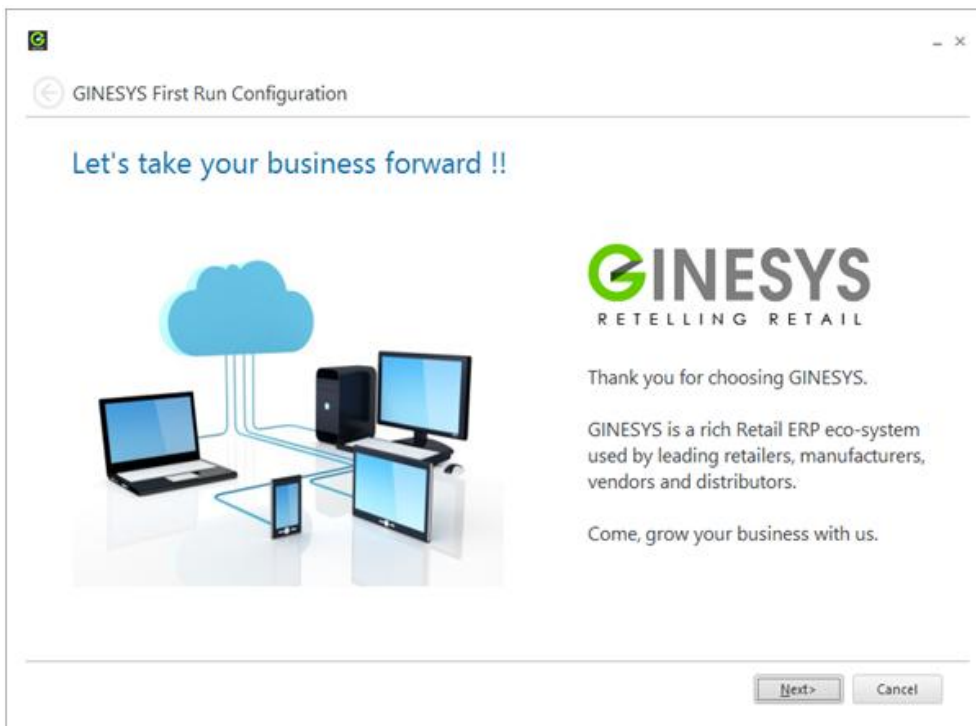 GINESYS First Run Configuration
Let's take your business forward !!
GINESYS
RETELLING RETAIL
Thank you for choosing GINESYS.
GINESYS is a rich Retail ERP eco-system
used by leading retailers, manufacturers,
vendors and distributors.
Come, grow your business with us.
Next> Cancel